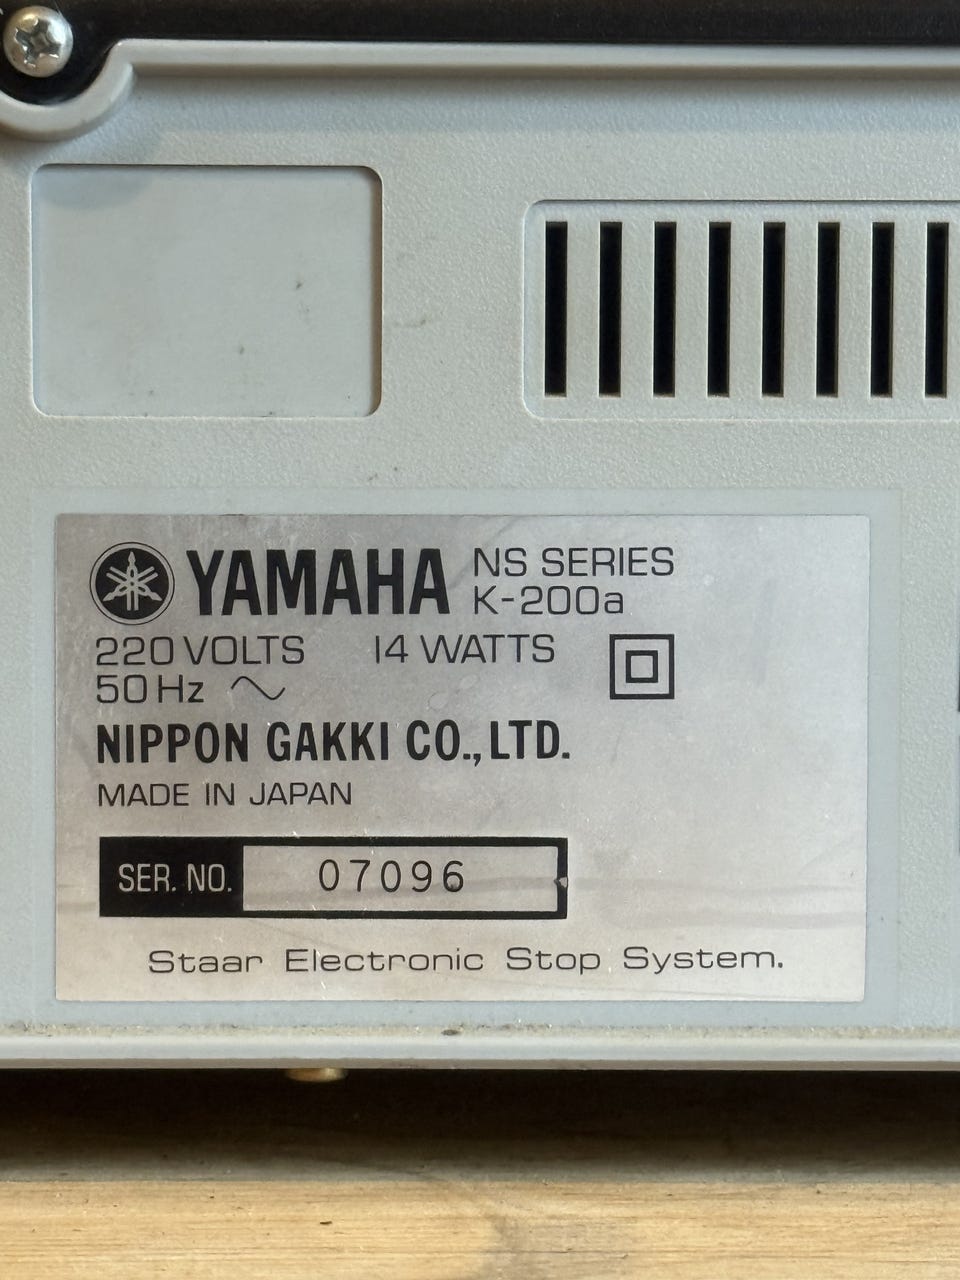 YAMAHA NS SERIES
K-200a
220 VOLTS 14 WATTS
50 Hz
NIPPON GAKKI CO., LTD.
MADE IN JAPAN
SER. NO. 07096
Staar Electronic Stop System.